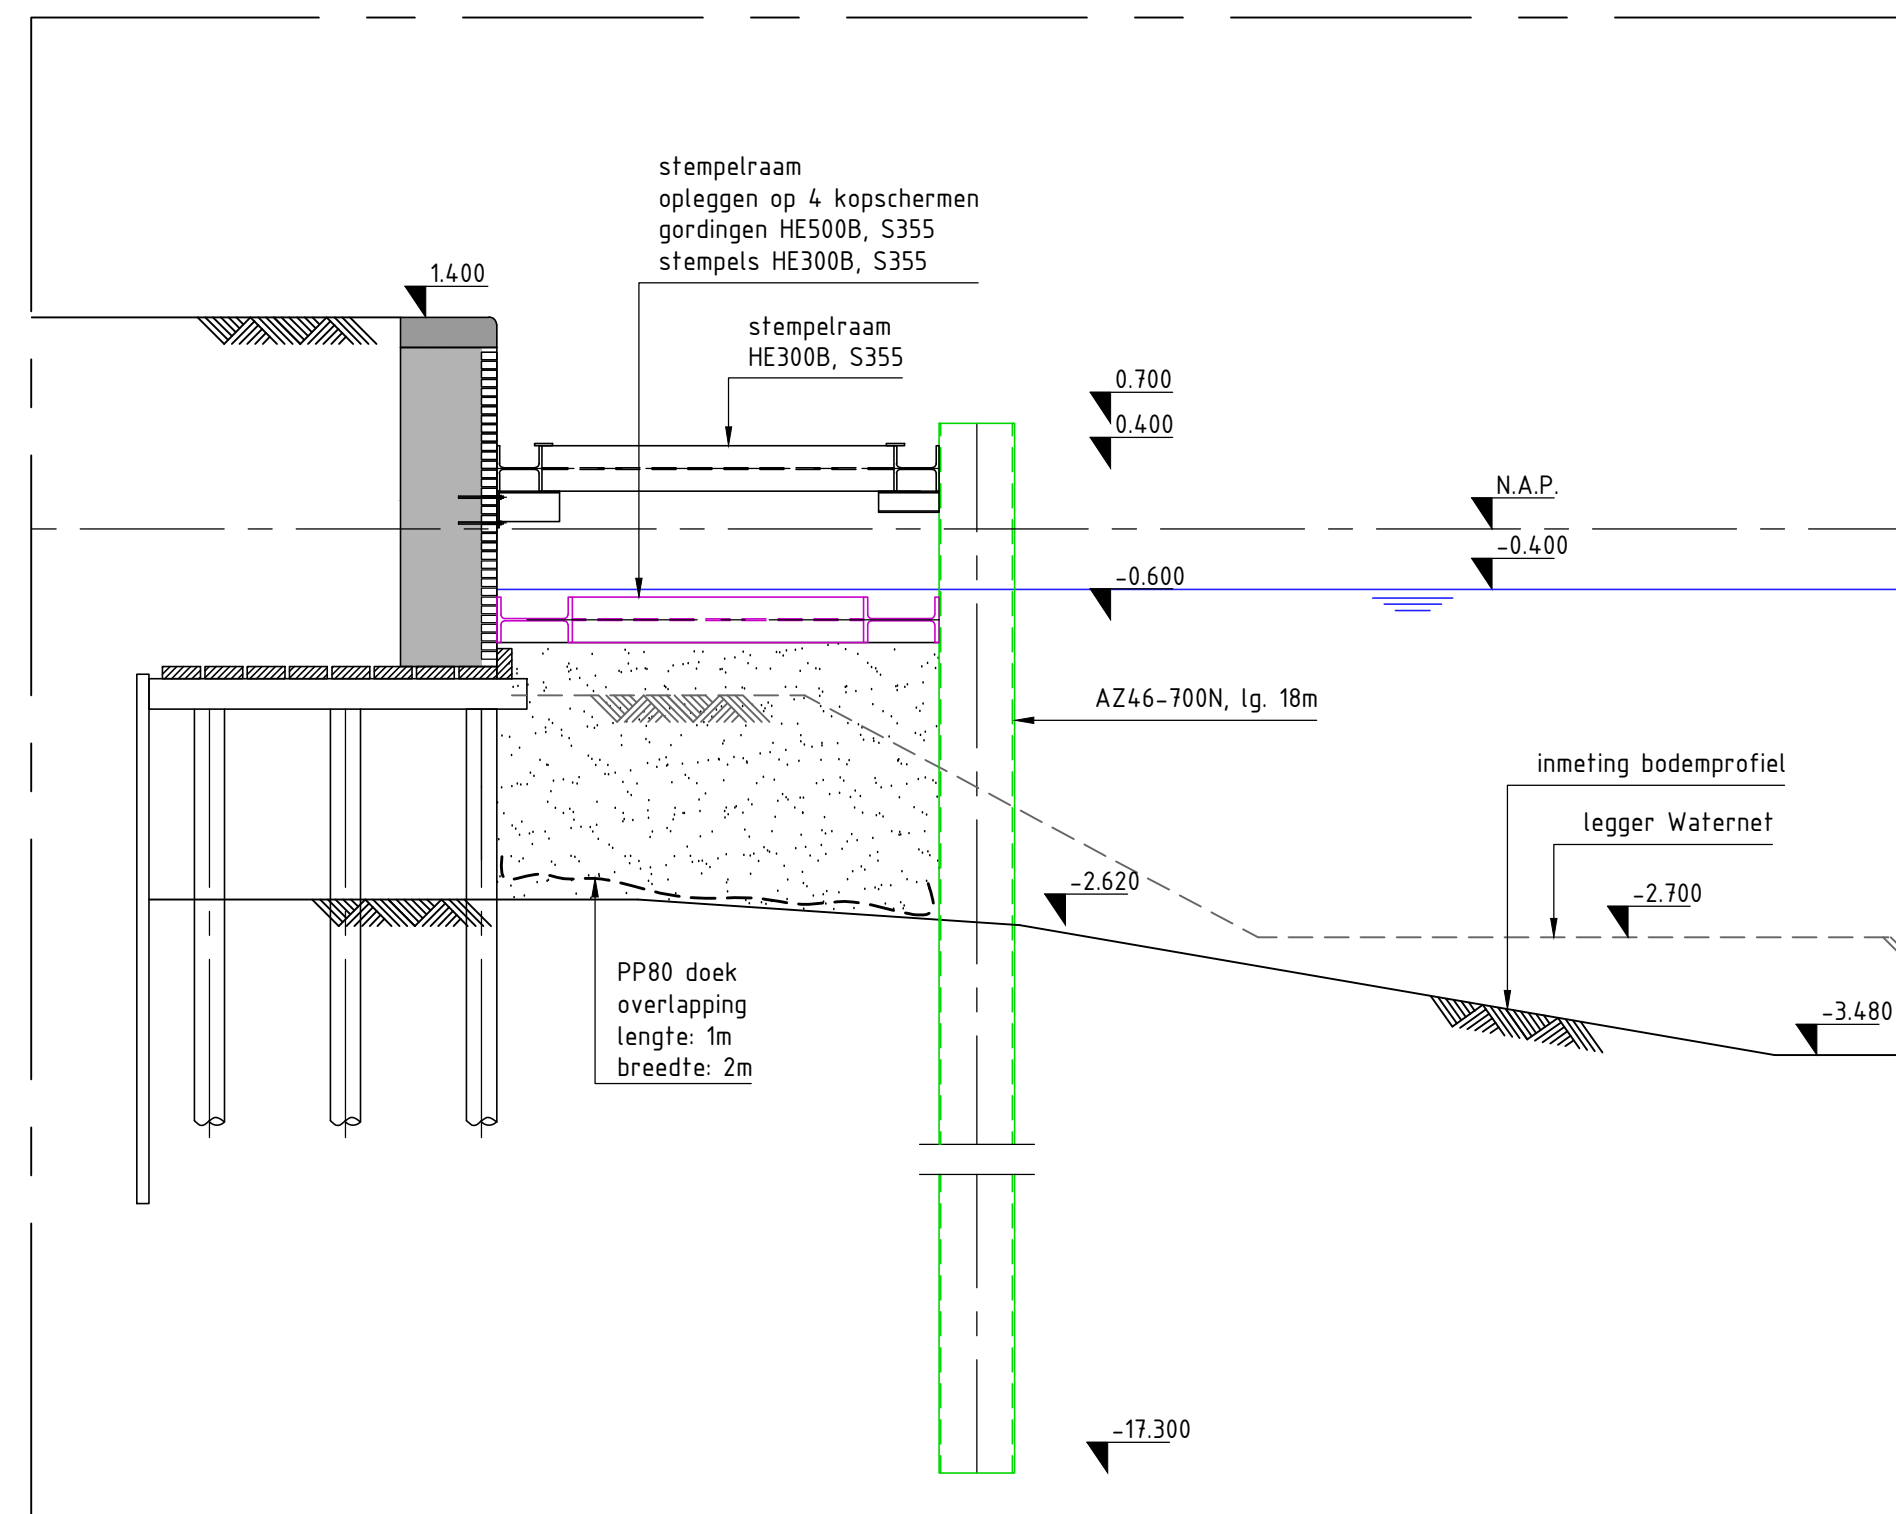 stempelraam
opleggen op 4 kopschermen
gordingen HE500B, S355
stempels HE300B, S355
1.400
stempelraam
HE300B, S355
0.700
0.400
N.A.P.
-0.400
-0.600
AZ46-700N, lg. 18m
inmeting bodemprofiel
legger Waternet
-2.620
-2.700
PP80 doek
overlapping
lengte: 1m
breedte: 2m
-3.480
-17.300